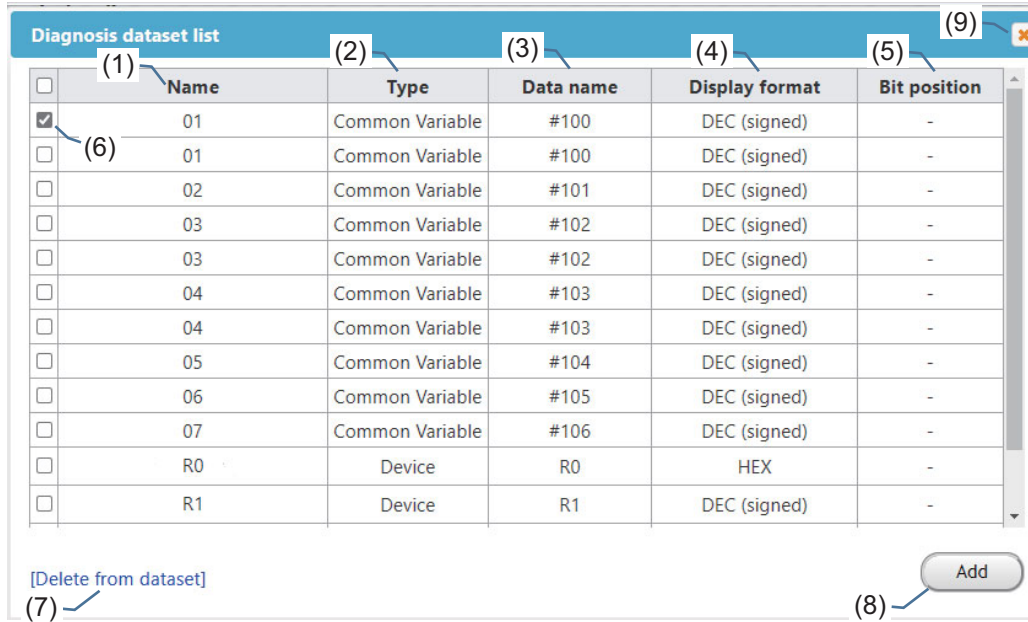 (9)
Diagnosis dataset list
(1) (2) (3) (4) (5)
Name Type Data name Display format Bit position
01 Common Variable #100 DEC (signed) -
(6)
01 Common Variable #100 DEC (signed) -
02 Common Variable #101 DEC (signed) -
03 Common Variable #102 DEC (signed) -
03 Common Variable #102 DEC (signed) -
04 Common Variable #103 DEC (signed) -
04 Common Variable #103 DEC (signed) -
05 Common Variable #104 DEC (signed) -
06 Common Variable #105 DEC (signed) -
07 Common Variable #106 DEC (signed) -
R0 Device R0 HEX -
R1 Device R1 DEC (signed) -
[Delete from dataset] Add
(7) (8)